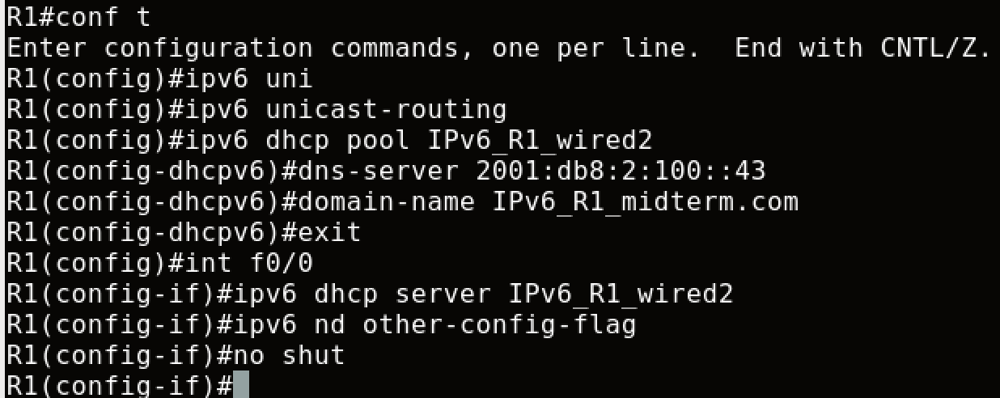 R1#conf t
Enter configuration commands, one per line.  End with CNTL/Z.
R1(config)#ipv6 uni
R1(config)#ipv6 unicast-routing
R1(config)#ipv6 dhcp pool IPv6_R1_wired2
R1(config-dhcpv6)#dns-server 2001:db8:2:100::43
R1(config-dhcpv6)#domain-name IPv6_R1_midterm.com
R1(config-dhcpv6)#exit
R1(config)#int f0/0
R1(config-if)#ipv6 dhcp server IPv6_R1_wired2
R1(config-if)#ipv6 nd other-config-flag
R1(config-if)#no shut
R1(config-if)#